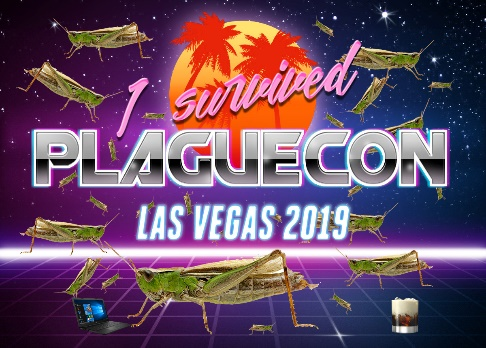 I survived
PLAGUECON
LAS VEGAS 2019